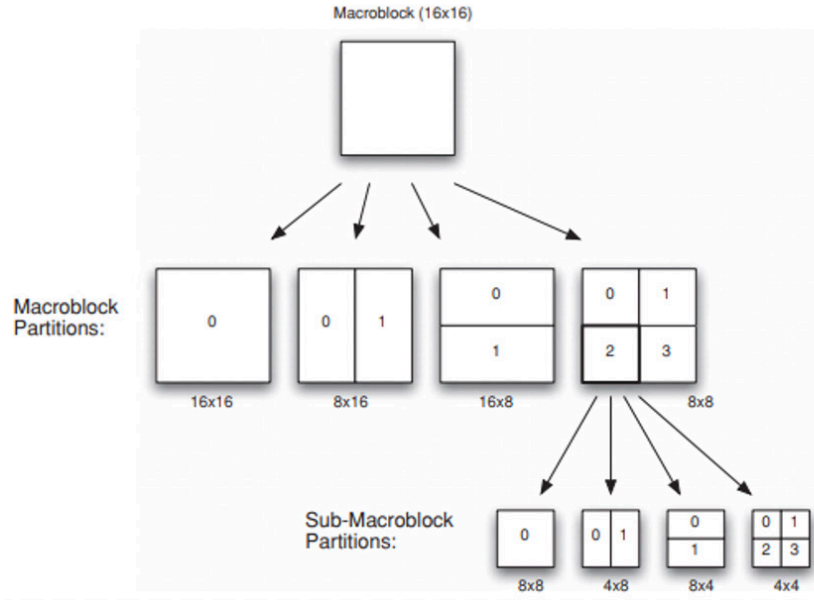 Macroblock (16x16)
Macroblock
Partitions:
0
0 1
0
1
0 1
2 3
16x16
8x16
16x8
8x8
Sub-Macroblock
Partitions:
0
0 1
0
1
0 1
2 3
8x8
4x8
8x4
4x4